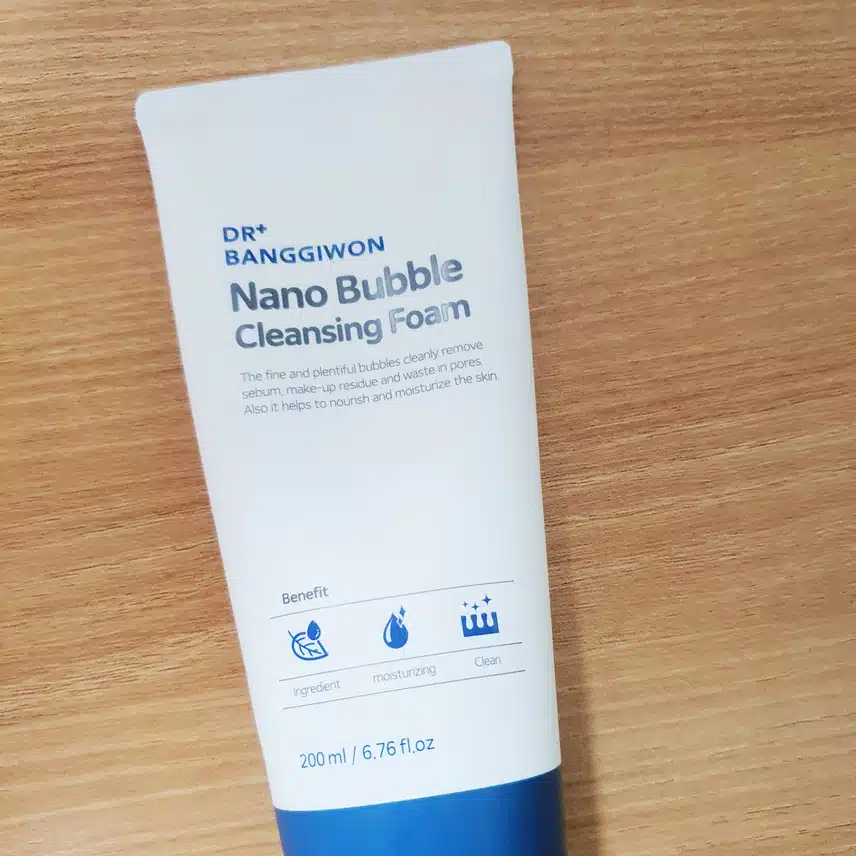 DR+
BANGGIWON
Nano Bubble
Cleansing Foam
The fine and plentiful bubbles cleanly remove
sebum, make-up residue and waste in pores.
Also it helps to nourish and moisturize the skin.
Benefit
Ingredient moisturizing Clean
200 ml / 6.76 fl.oz